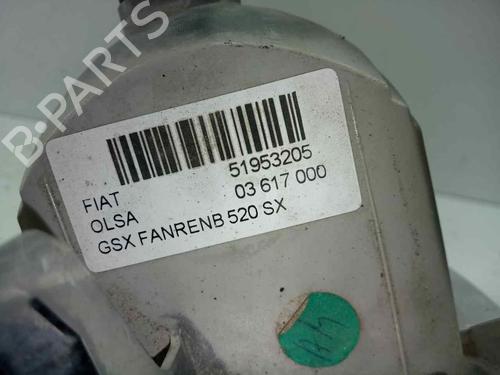 B-PARTS
51953205
FIAT
03 617 000
OLSA
GSX FANRENB 520 SX